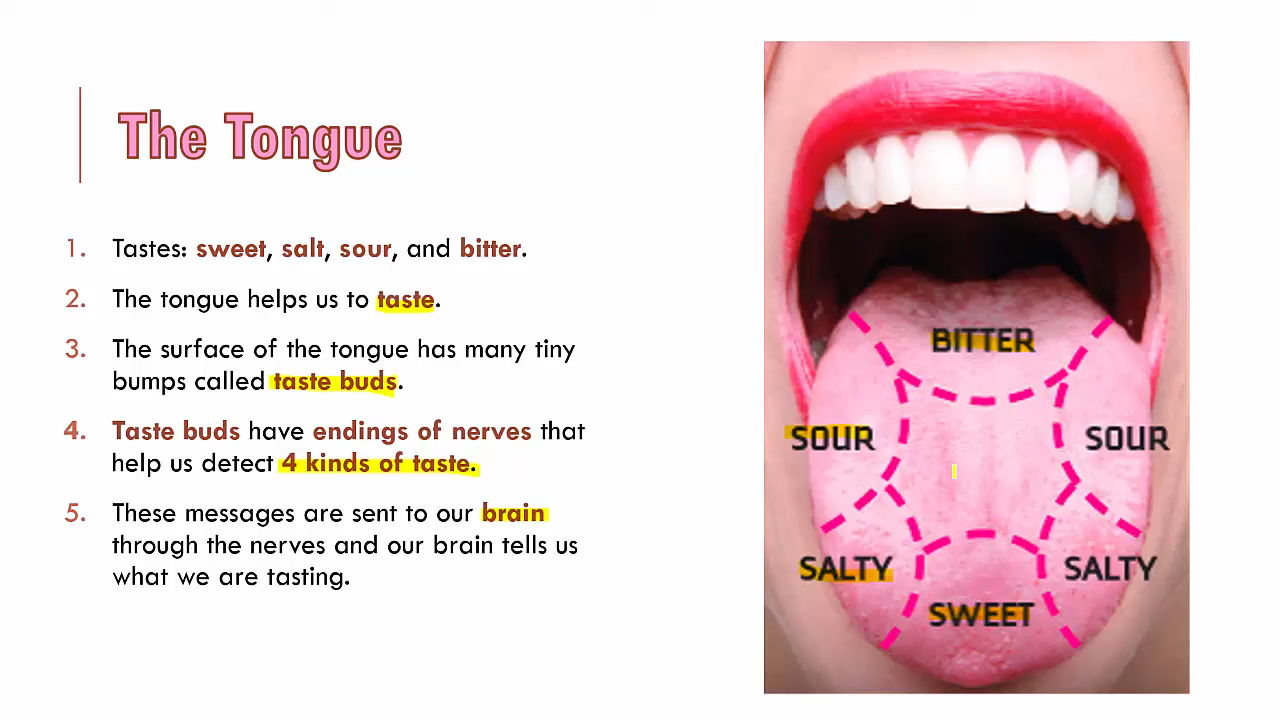 The Tongue
1. Tastes: sweet, salt, sour, and bitter.
2. The tongue helps us to taste.
3. The surface of the tongue has many tiny
bumps called taste buds.
4. Taste buds have endings of nerves that
help us detect 4 kinds of taste.
5. These messages are sent to our brain
through the nerves and our brain tells us
what we are tasting.
BITTER
SOUR
SOUR
SALTY
SALTY
SWEET